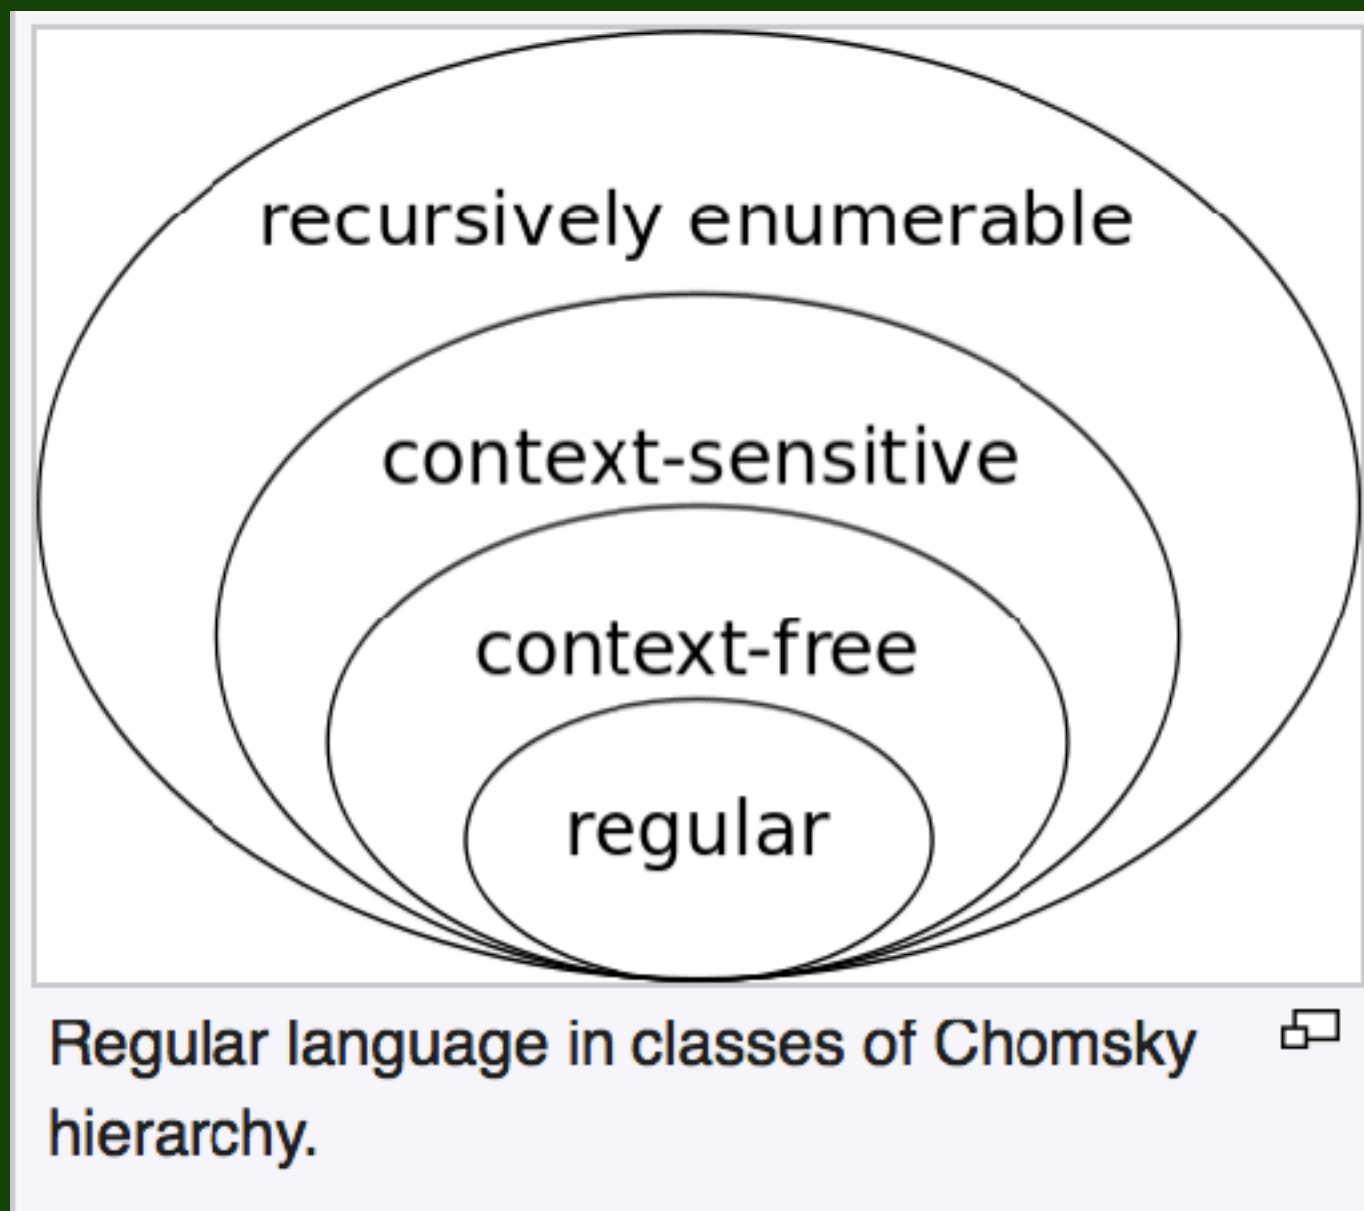 recursively enumerable
context-sensitive
context-free
regular
Regular language in classes of Chomsky
hierarchy.